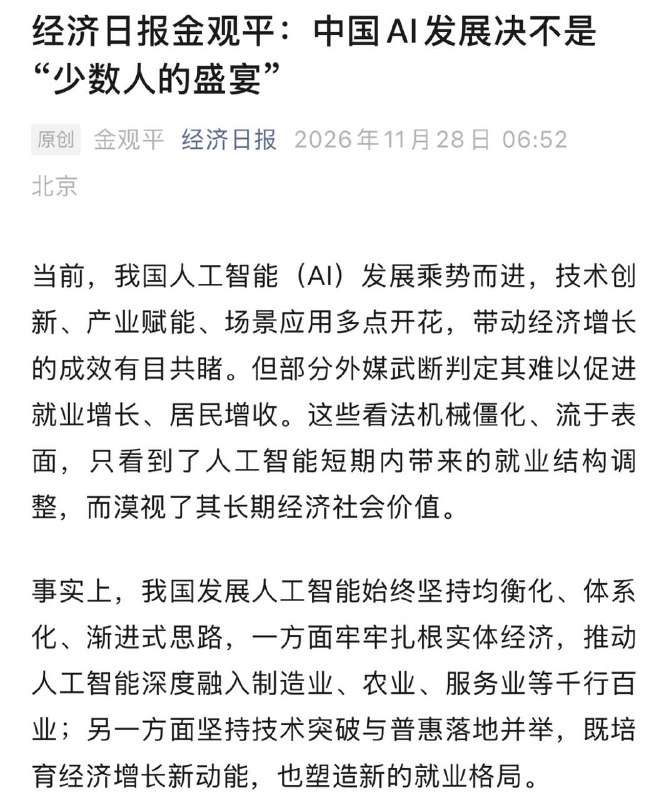 经济日报金观平：中国AI发展决不是
“少数人的盛宴”
原创 金观平 经济日报 2026年11月28日 06:52
北京
当前，我国人工智能（AI）发展乘势而进，技术创
新、产业赋能、场景应用多点开花，带动经济增长
的成效有目共睹。但部分外媒武断判定其难以促进
就业增长、居民增收。这些看法机械僵化、流于表
面，只看到了人工智能短期内带来的就业结构调
整，而漠视了其长期经济社会价值。
事实上，我国发展人工智能始终坚持均衡化、体系
化、渐进式思路，一方面牢牢扎根实体经济，推动
人工智能深度融入制造业、农业、服务业等千行百
业；另一方面坚持技术突破与普惠落地并举，既培
育经济增长新动能，也塑造新的就业格局。